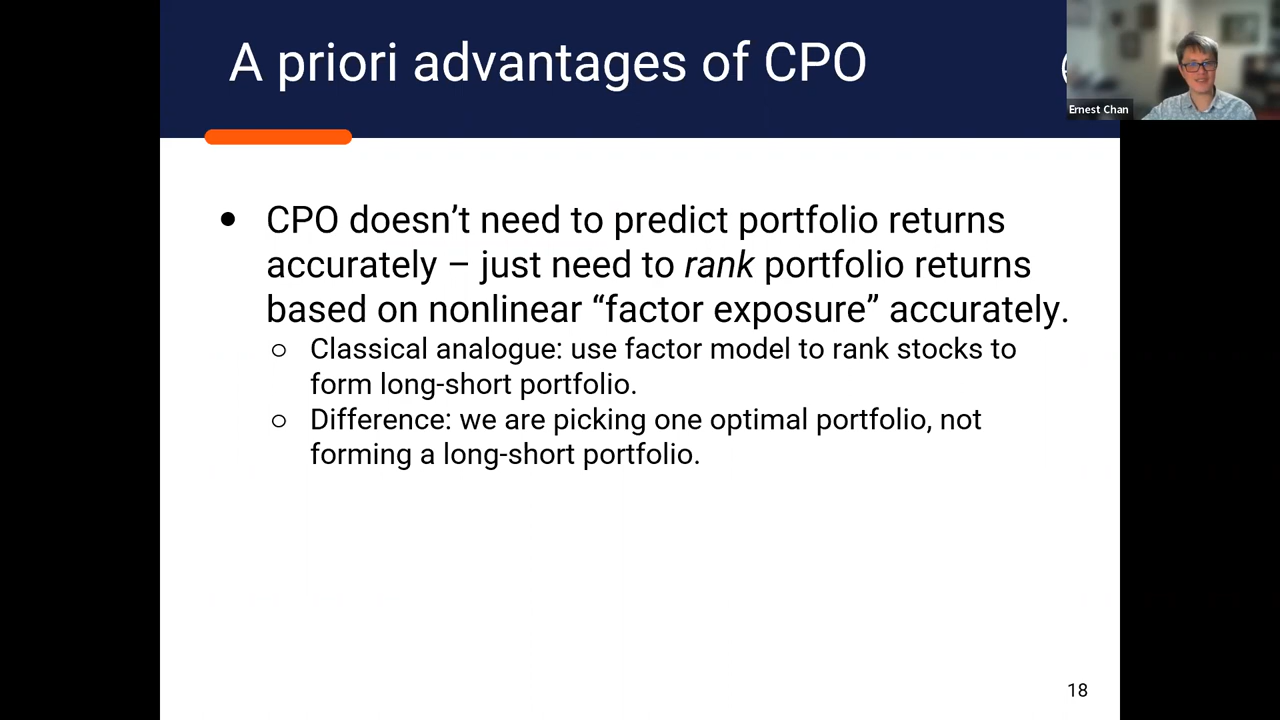 A priori advantages of CPO
Ernest Chan
● CPO doesn’t need to predict portfolio returns
accurately – just need to rank portfolio returns
based on nonlinear “factor exposure” accurately.
○ Classical analogue: use factor model to rank stocks to
form long-short portfolio.
○ Difference: we are picking one optimal portfolio, not
forming a long-short portfolio.
18